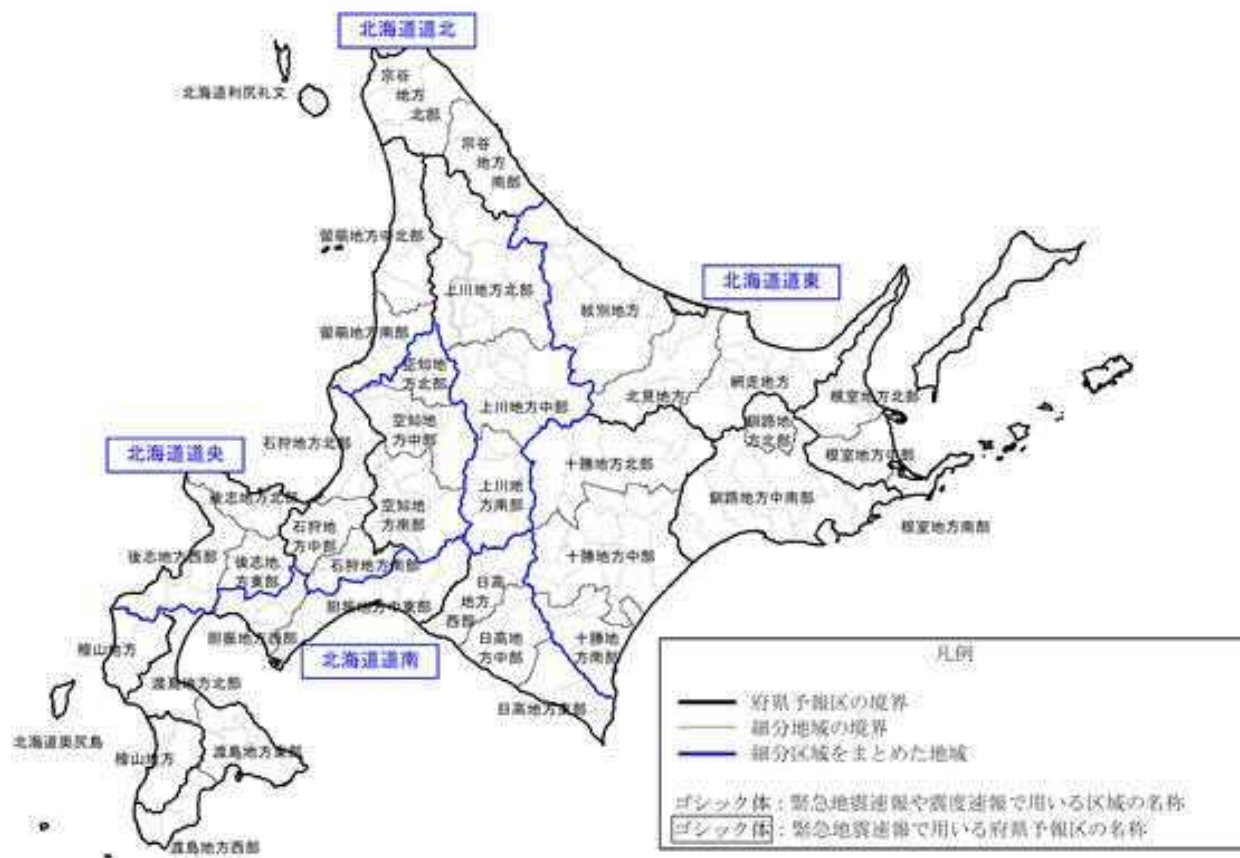 北海道道北
宗谷
地方
北部
北海道利尻礼文
宗谷
地方
南部
留萌地方中北部
北海道道東
上川地方北部
紋別地方
留萌地方南部
空知地
方北部
網走地方
北見地方
根室地方北部
上川地方中部
空知地
方中部
釧路地
方北部
石狩地方北部
北海道道央
根室地方中部
十勝地方北部
上川地
方南部
後志地方北部
釧路地方中南部
空知地
方南部
石狩地
方中部
根室地方南部
後志地方西部
十勝地方中部
後志地
方東部
石狩地方南部
日高
地方
西部
胆振地方中東部
胆振地方西部
日高地
方中部
十勝地
方南部
檜山地方
北海道道南
渡島地方北部
日高地方東部
北海道奥尻島
檜山地方
渡島地方東部
渡島地方西部
凡例
府県予報区の境界
細分地域の境界
細分区域をまとめた地域
ゴシック体：緊急地震速報や震度速報で用いる区域の名称
ゴシック体：緊急地震速報で用いる府県予報区の名称